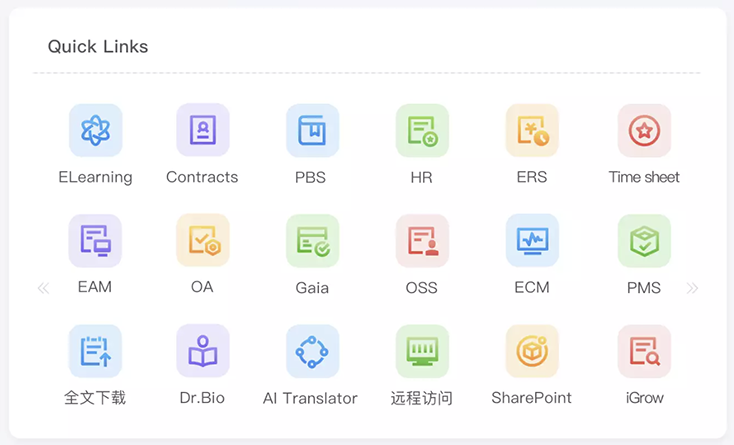 Quick Links
ELearning
Contracts
PBS
HR
ERS
Time sheet
EAM
OA
Gaia
OSS
ECM
PMS
全文下载
Dr.Bio
AI Translator
远程访问
SharePoint
iGrow